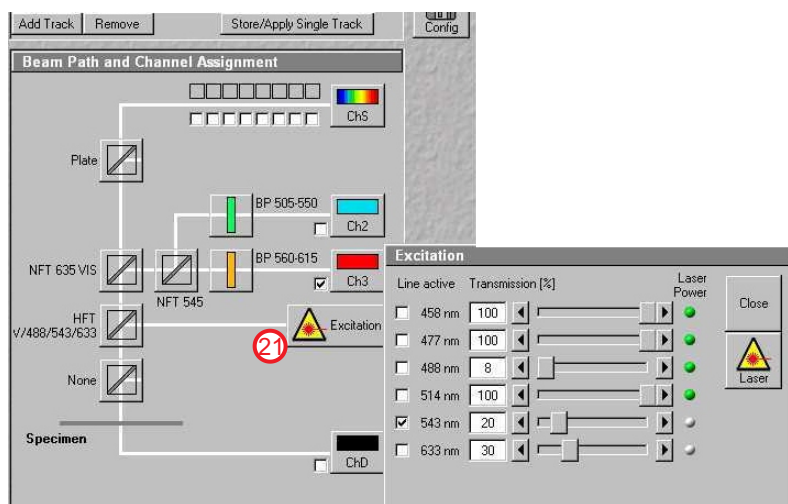 Add Track Remove Store/Apply Single Track Config
Beam Path and Channel Assignment
ChS
Plate
BP 505-550
Ch2
BP 560-615
NFT 635 VIS
NFT 545
Ch3
HFT
V/488/543/633
21
Excitation
None
Specimen
ChD
Excitation
Line active Transmission [%] Laser
Power
458 nm 100
477 nm 100
488 nm 8
514 nm 100
543 nm 20
633 nm 30
Close
Laser